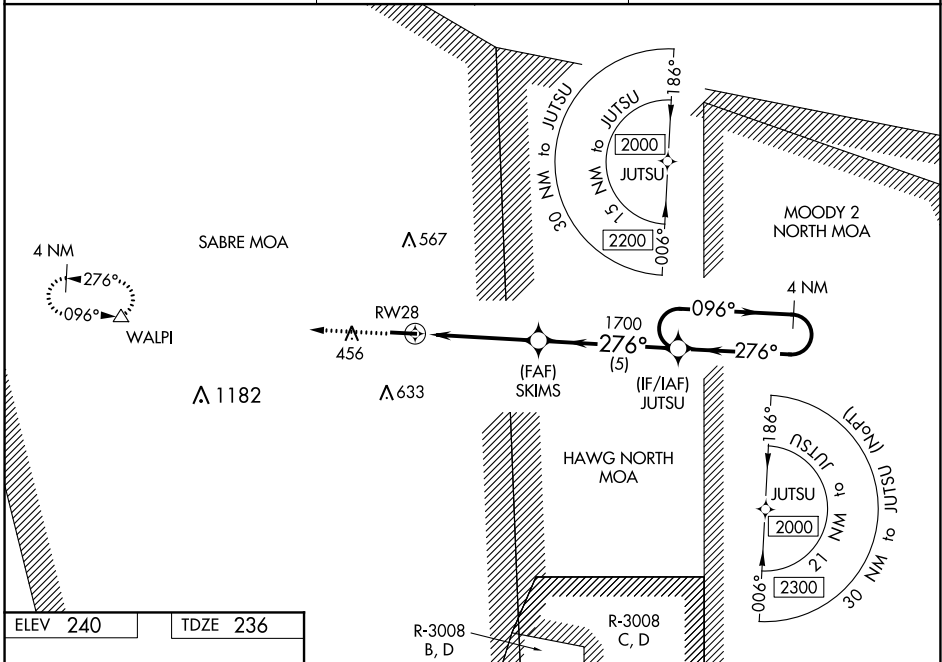 30 NM to JUTSU
15 NM to JUTSU
186°
2000
JUTSU
2200
006°
MOODY 2
NORTH MOA
SABRE MOA
567
4 NM
276°
096°
WALPI
RW28
456
1700
276°
(5)
(FAF)
SKIMS
(IF/IAF)
JUTSU
096°
4 NM
276°
1182
633
HAWG NORTH
MOA
186°
JUTSU
2000
2300
006°
21 NM to JUTSU
30 NM to JUTSU (NoPT)
ELEV 240
TDZE 236
R-3008
B, D
R-3008
C, D